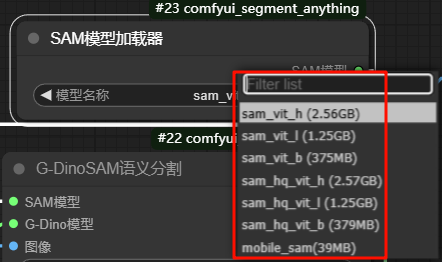 #23 comfyui_segment_anything
SAM模型加载器
SAM模型
模型名称 sam_vit
Filter list
sam_vit_h (2.56GB)
sam_vit_l (1.25GB)
sam_vit_b (375MB)
sam_hq_vit_h (2.57GB)
sam_hq_vit_l (1.25GB)
sam_hq_vit_b (379MB)
mobile_sam(39MB)
#22 comfyui
G-DinoSAM语义分割
SAM模型
G-Dino模型
图像